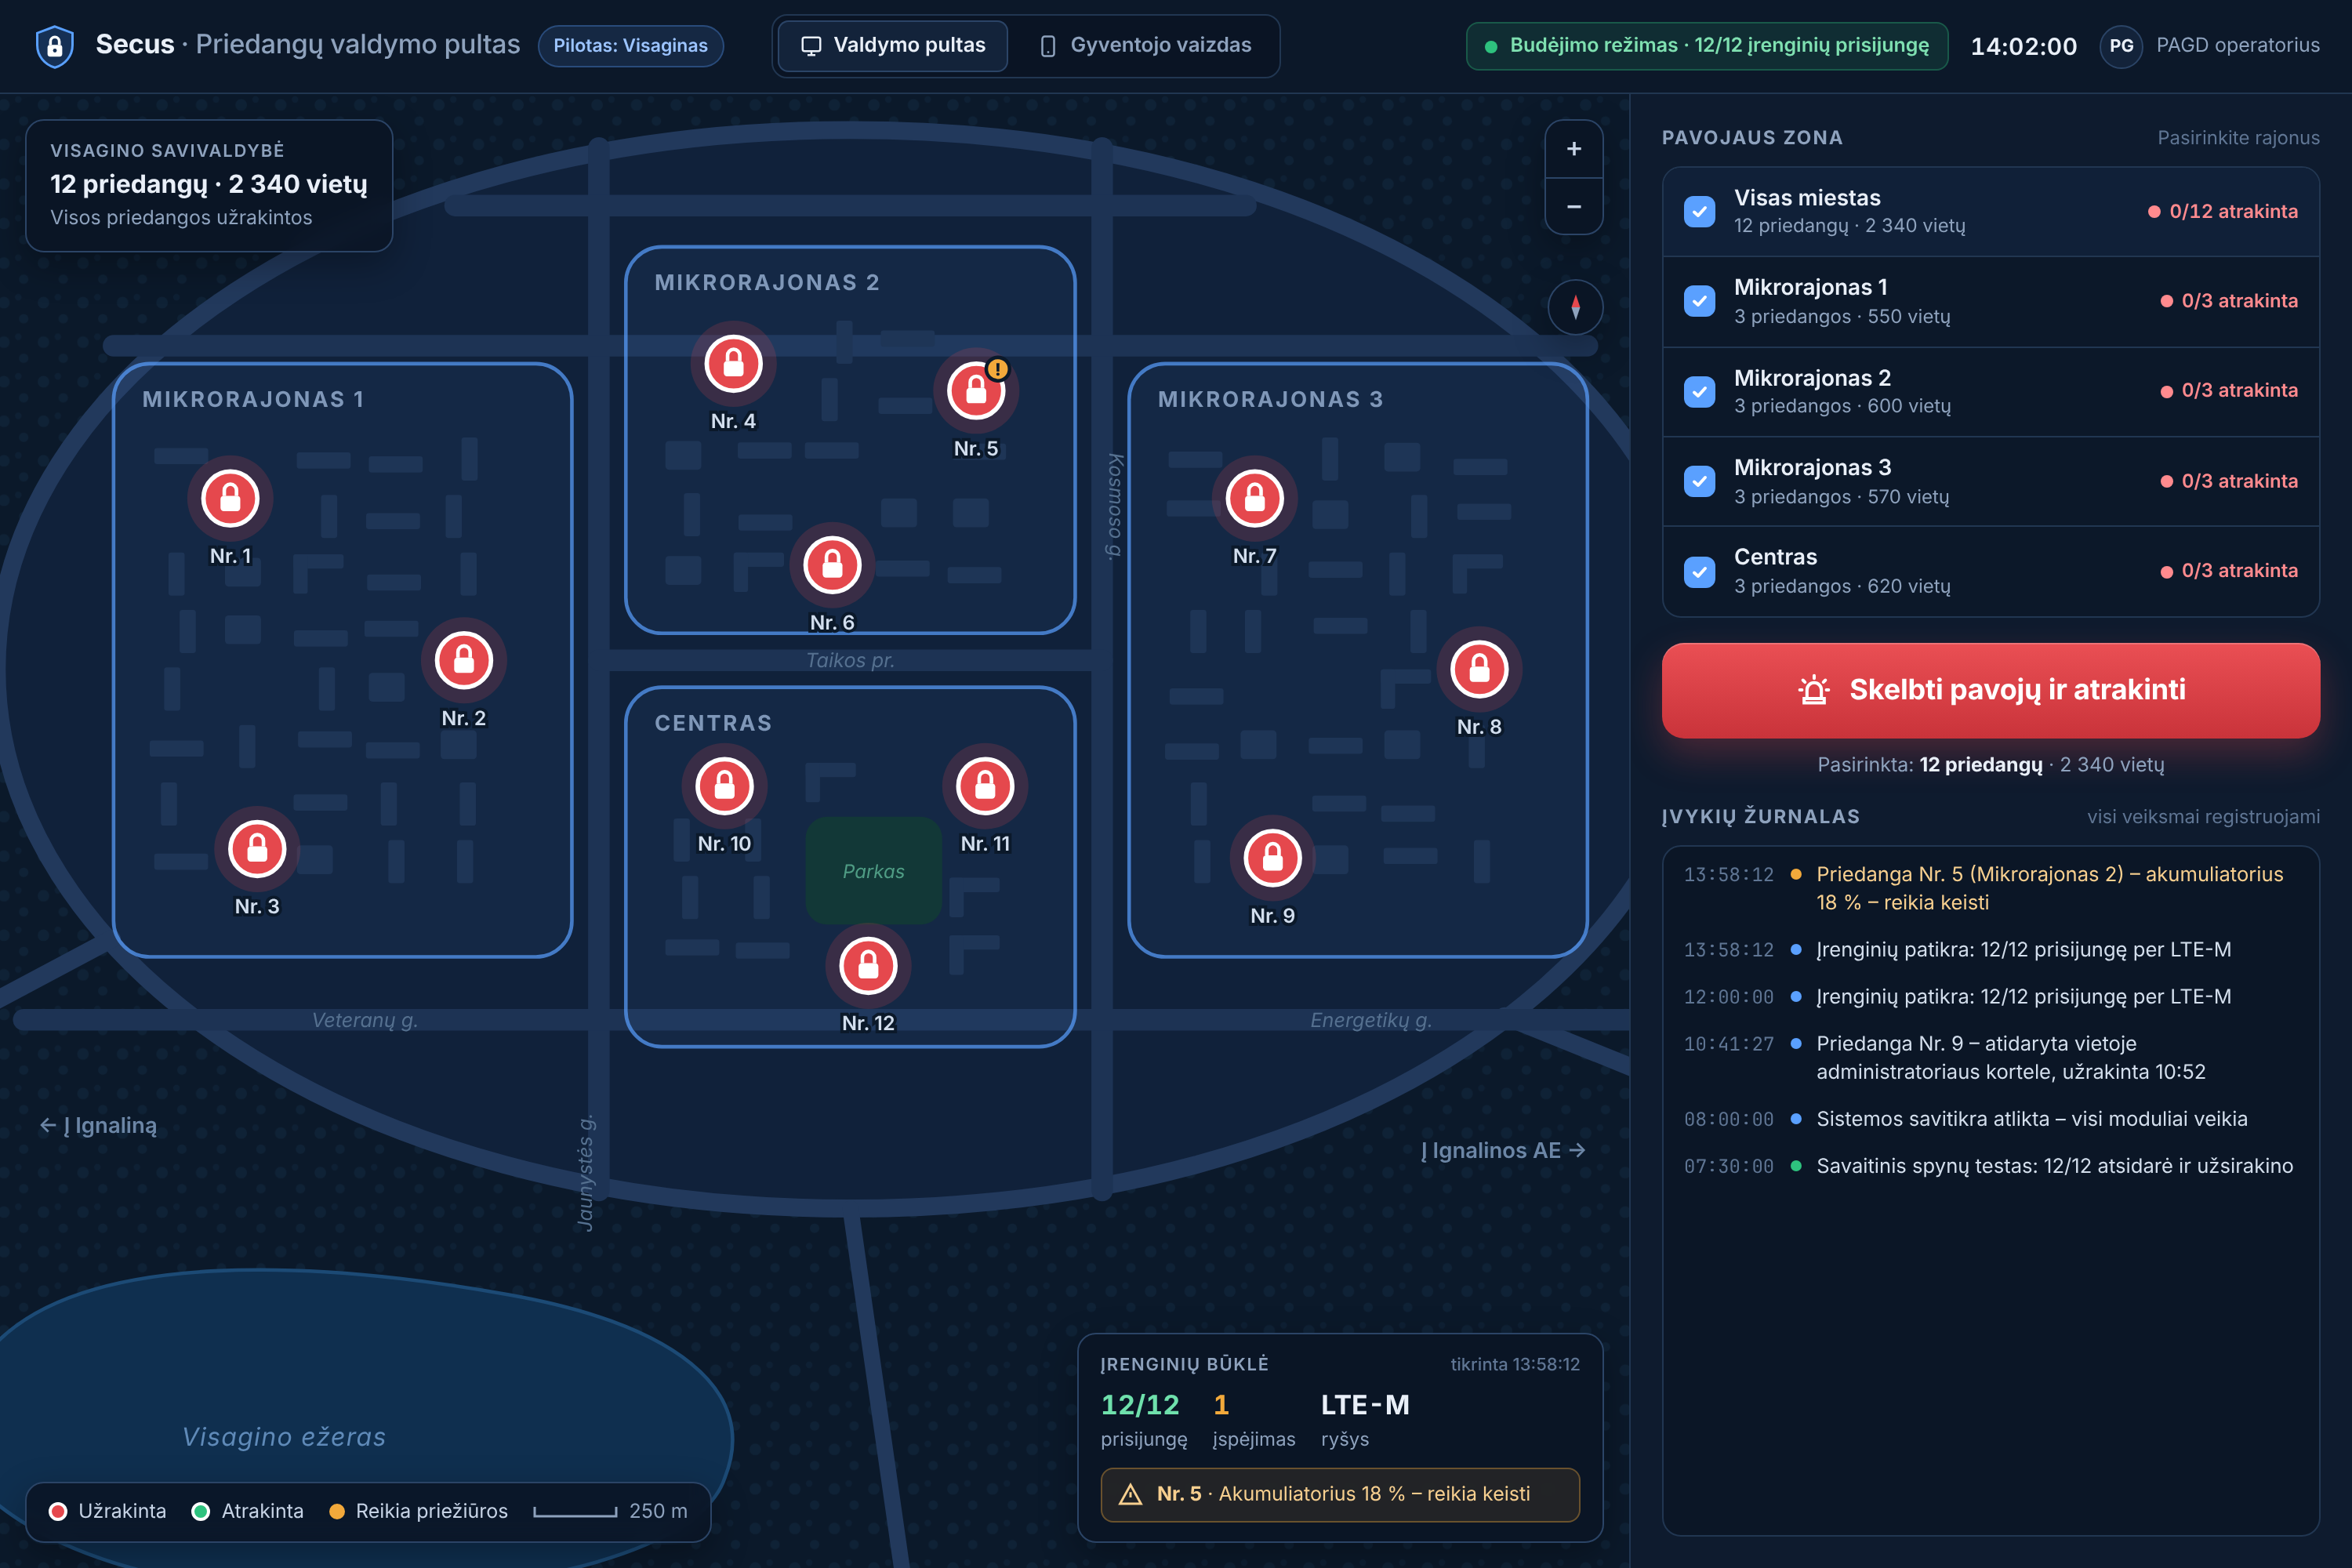 Secus · Priedangų valdymo pultas
Pilotas: Visaginas
Valdymo pultas
Gyventojo vaizdas
Budėjimo režimas · 12/12 įrenginių prisijungę
14:02:00
PG
PAGD operatorius
VISAGINO SAVIVALDYBĖ
12 priedangų · 2 340 vietų
Visos priedangos užrakintos
+
−
MIKRORAJONAS 1
Nr. 1
Nr. 2
Nr. 3
MIKRORAJONAS 2
Nr. 4
!
Nr. 5
Nr. 6
Taikos pr.
Kosmoso g.
MIKRORAJONAS 3
Nr. 7
Nr. 8
Nr. 9
CENTRAS
Nr. 10
Nr. 11
Parkas
Nr. 12
Veteranų g.
Energetikų g.
Jaunystės g.
← Į Ignaliną
Į Ignalinos AE →
Visagino ežeras
Užrakinta
Atrakinta
Reikia priežiūros
250 m
ĮRENGINIŲ BŪKLĖ
tikrinta 13:58:12
12/12
prisijungę
1
įspėjimas
LTE-M
ryšys
Nr. 5 · Akumuliatorius 18 % – reikia keisti
PAVOJAUS ZONA
Pasirinkite rajonus
Visas miestas
12 priedangų · 2 340 vietų
0/12 atrakinta
Mikrorajonas 1
3 priedangos · 550 vietų
0/3 atrakinta
Mikrorajonas 2
3 priedangos · 600 vietų
0/3 atrakinta
Mikrorajonas 3
3 priedangos · 570 vietų
0/3 atrakinta
Centras
3 priedangos · 620 vietų
0/3 atrakinta
Skelbti pavojų ir atrakinti
Pasirinkta: 12 priedangų · 2 340 vietų
ĮVYKIŲ ŽURNALAS
visi veiksmai registruojami
13:58:12 Priedanga Nr. 5 (Mikrorajonas 2) – akumuliatorius
18 % – reikia keisti
13:58:12 Įrenginių patikra: 12/12 prisijungę per LTE-M
12:00:00 Įrenginių patikra: 12/12 prisijungę per LTE-M
10:41:27 Priedanga Nr. 9 – atidaryta vietoje
administratoriaus kortele, užrakinta 10:52
08:00:00 Sistemos savitikra atlikta – visi moduliai veikia
07:30:00 Savaitinis spynų testas: 12/12 atsidarė ir užsirakino